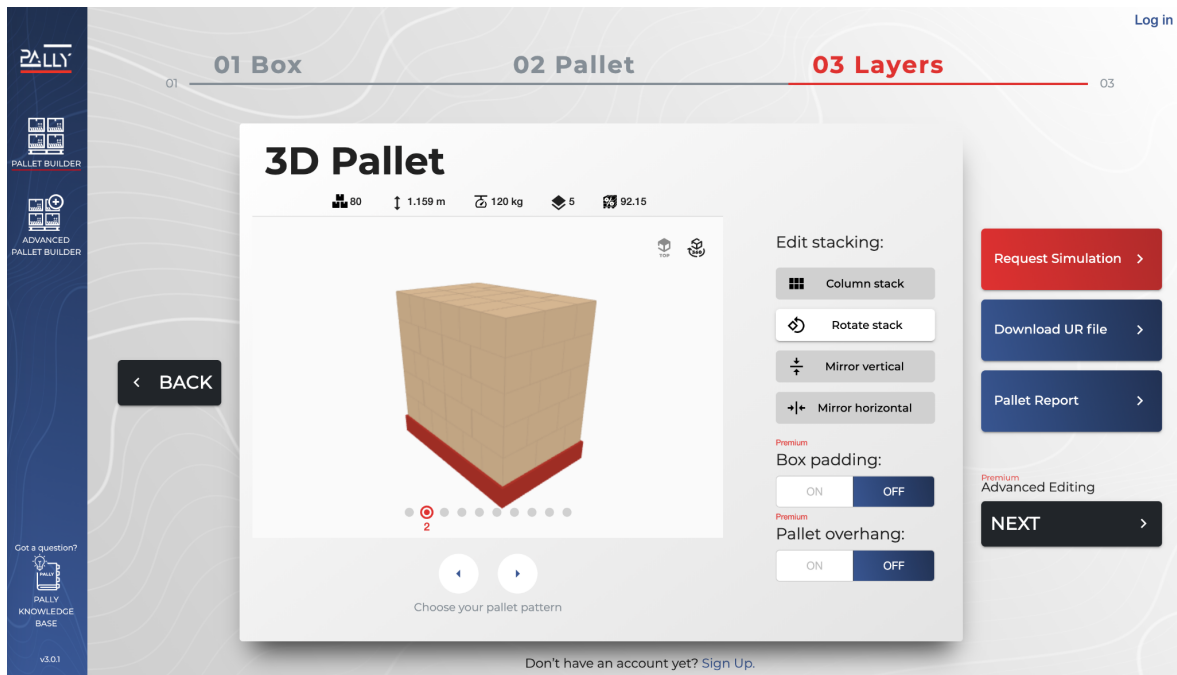 Log in
PALLY
01 Box
02 Pallet
03 Layers
01
03
PALLET BUILDER
ADVANCED
PALLET BUILDER
3D Pallet
80
1.159 m
120 kg
5
92.15
TOP
360
2
Choose your pallet pattern
Edit stacking:
Column stack
Rotate stack
Mirror vertical
Mirror horizontal
Premium
Box padding:
ON OFF
Premium
Pallet overhang:
ON OFF
BACK
Request Simulation
Download UR file
Pallet Report
Premium
Advanced Editing
NEXT
Got a question?
PALLY
PALLY
KNOWLEDGE
BASE
v3.0.1
Don't have an account yet? Sign Up.